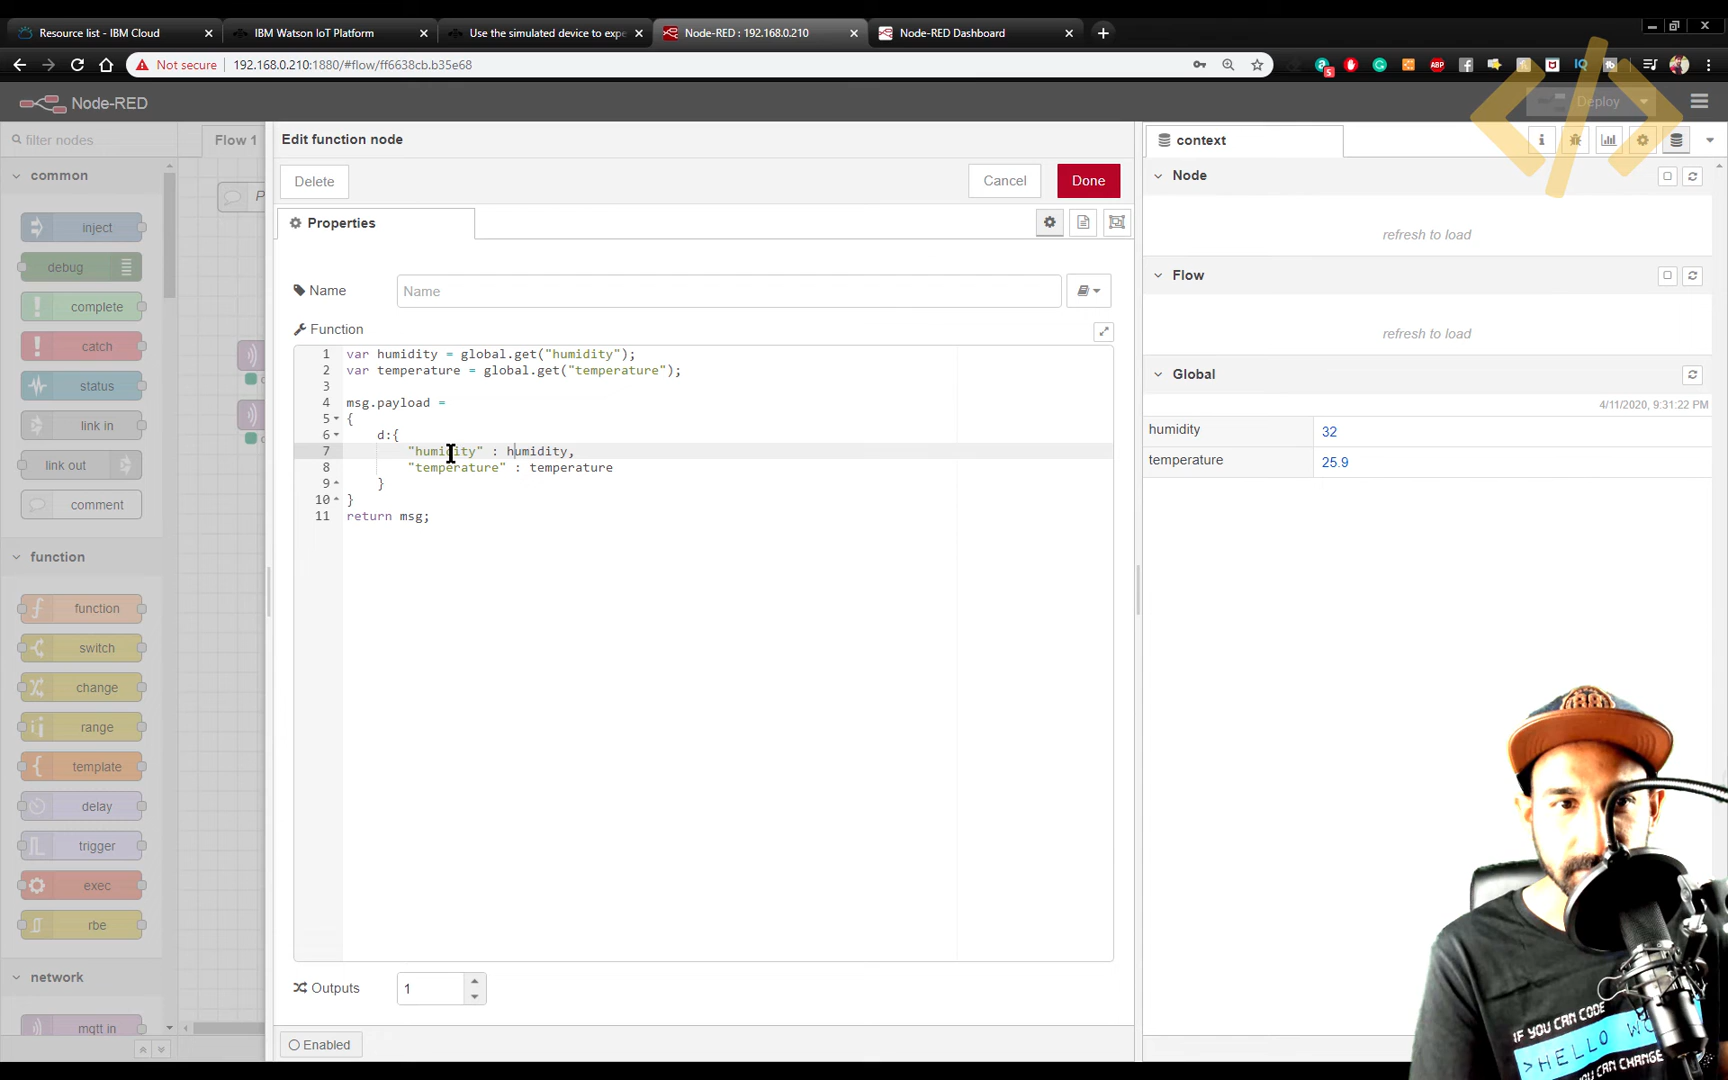 Resource list - IBM Cloud
IBM Watson IoT Platform
Use the simulated device to expe
Node-RED : 192.168.0.210
Node-RED Dashboard
Not secure
192.168.0.210:1880/#flow/ff6638cb.b35e68
Node-RED
Deploy
filter nodes
Flow 1
Edit function node
context
common
Delete
Cancel
Done
Node
inject
Properties
refresh to load
debug
Flow
complete
Name
Name
Function
refresh to load
catch
1 var humidity = global.get("humidity");
2 var temperature = global.get("temperature");
Global
status
3
4 msg.payload =
4/11/2020, 9:31:22 PM
5 {
link in
6 d:{
humidity
32
7 "humidity" : humidity,
8 "temperature" : temperature
temperature
25.9
link out
9 }
10 }
comment
11 return msg;
function
function
switch
change
range
template
delay
trigger
exec
rbe
network
Outputs
1
mqtt in
Enabled
IF YOU CAN CODE
>HELLO WO
YOU CAN CHANGE